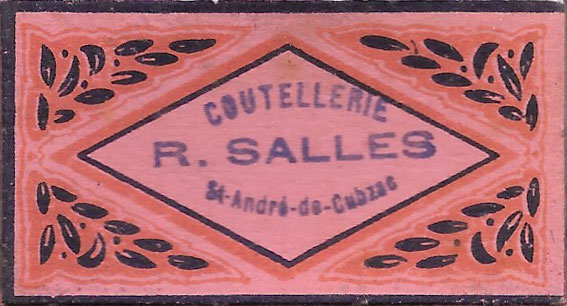 COUTELLERIE
R. SALLES
St-André-de-Cubzac